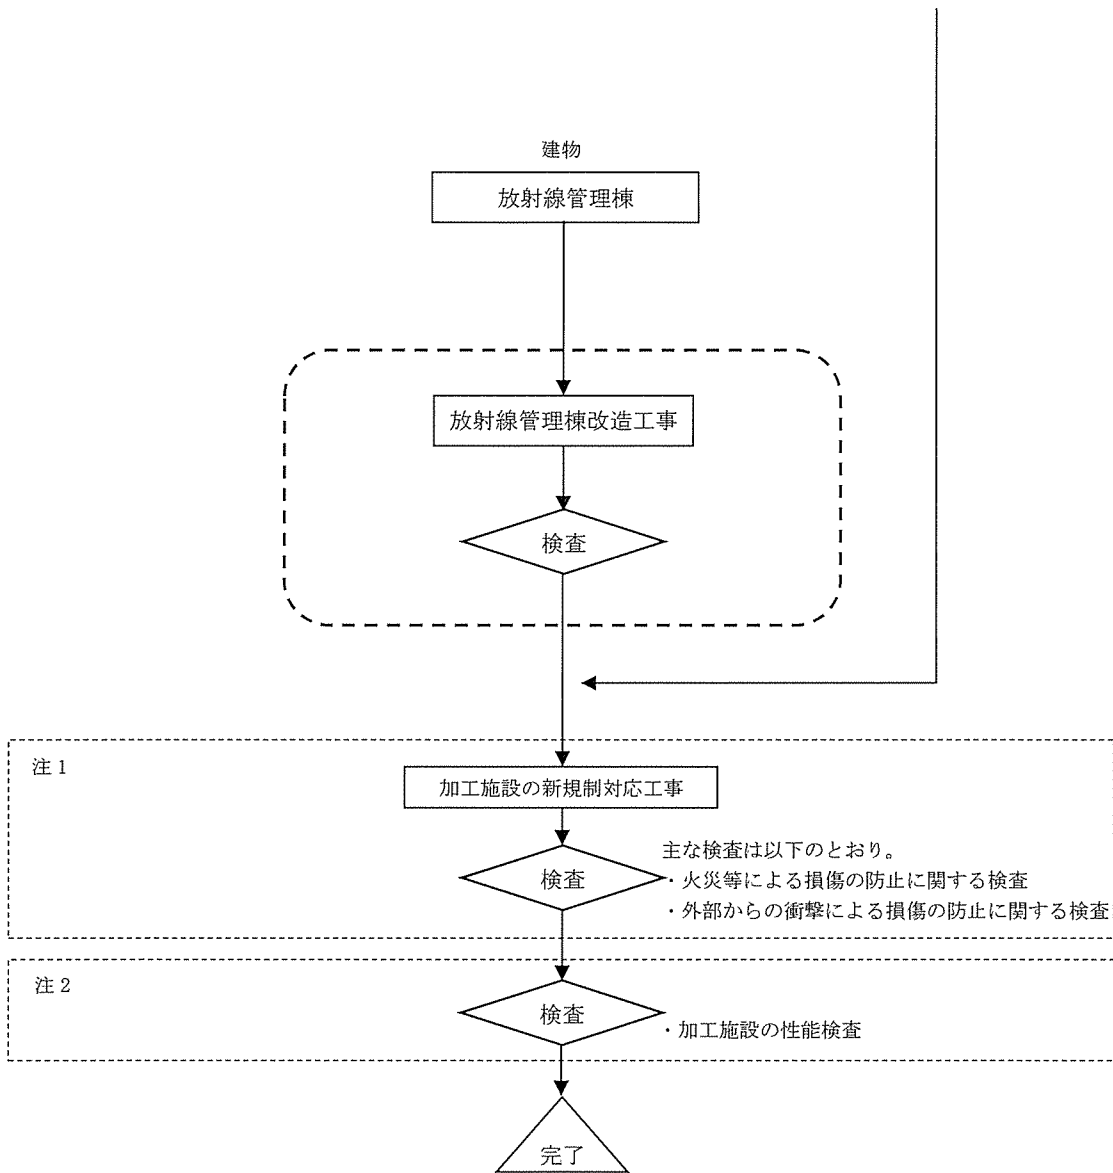 建物
放射線管理棟
放射線管理棟改造工事
検査
注1
加工施設の新規制対応工事
検査
主な検査は以下のとおり。
・火災等による損傷の防止に関する検査
・外部からの衝撃による損傷の防止に関する検査
注2
検査
・加工施設の性能検査
完了